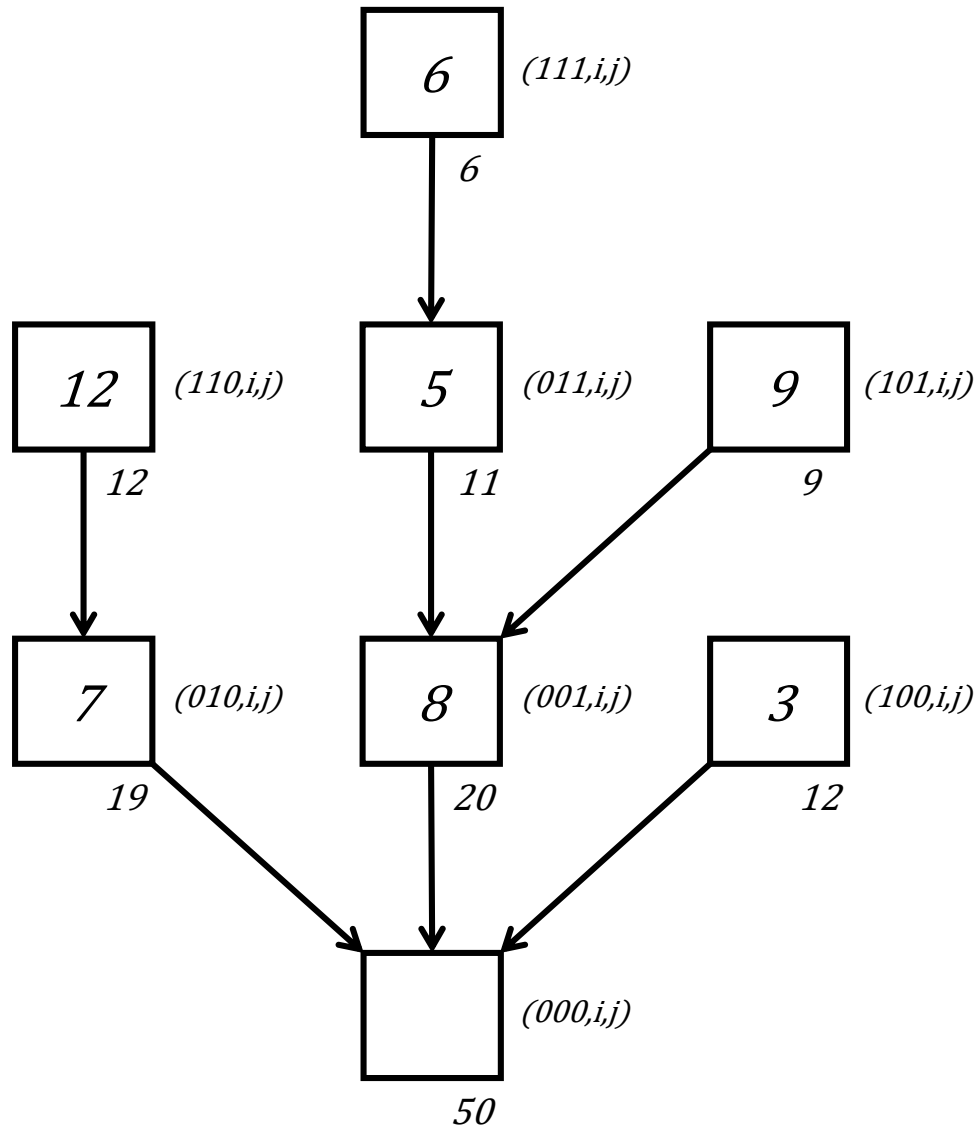 6 (111,i,j)
6
12 (110,i,j) 5 (011,i,j) 9 (101,i,j)
12 11 9
7 (010,i,j) 8 (001,i,j) 3 (100,i,j)
19 20 12
(000,i,j)
50